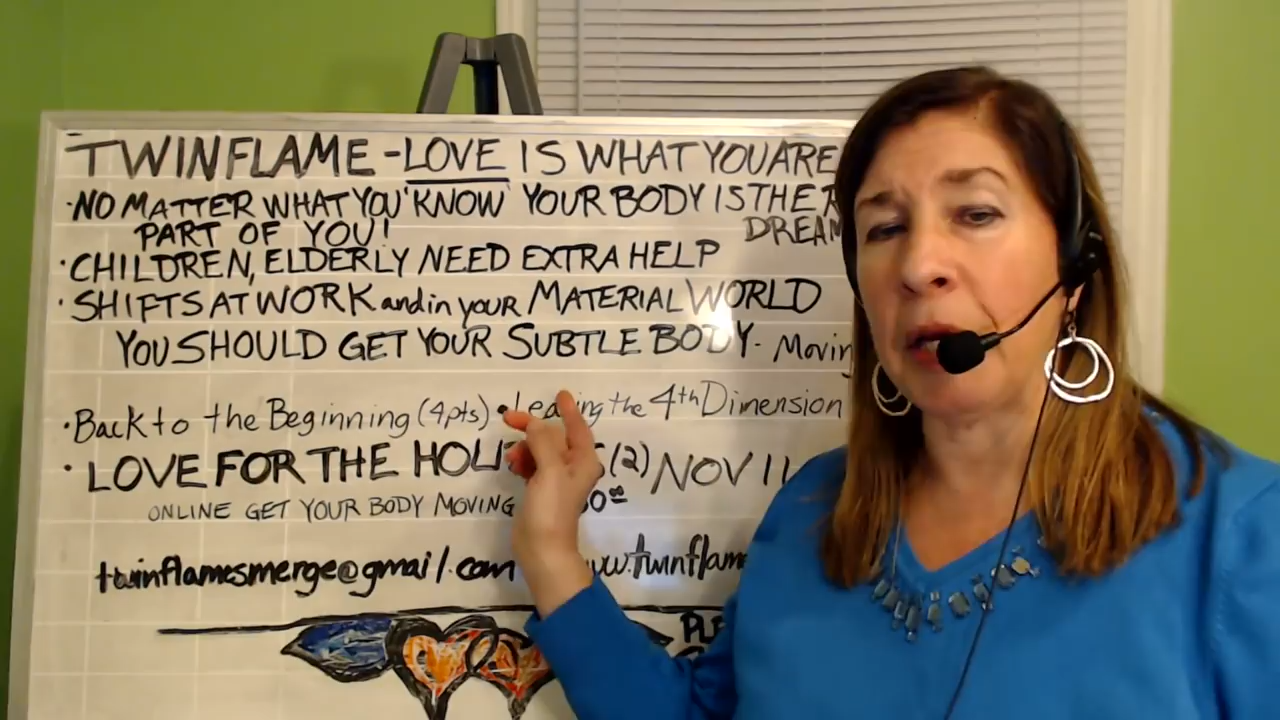 TWINFLAME - LOVE IS WHAT YOU ARE
· NO MATTER WHAT YOU "KNOW" YOUR BODY IS THE
PART OF YOU! DREAM
· CHILDREN, ELDERLY NEED EXTRA HELP
· SHIFTS AT WORK and in your MATERIAL WORLD
YOU SHOULD GET YOUR SUBTLE BODY - Moving
· Back to the Beginning (4pts) • Leaving the 4th Dimension
· LOVE FOR THE (2) NOV 11
ONLINE GET YOUR BODY MOVING
twinflamesmerge@gmail.com